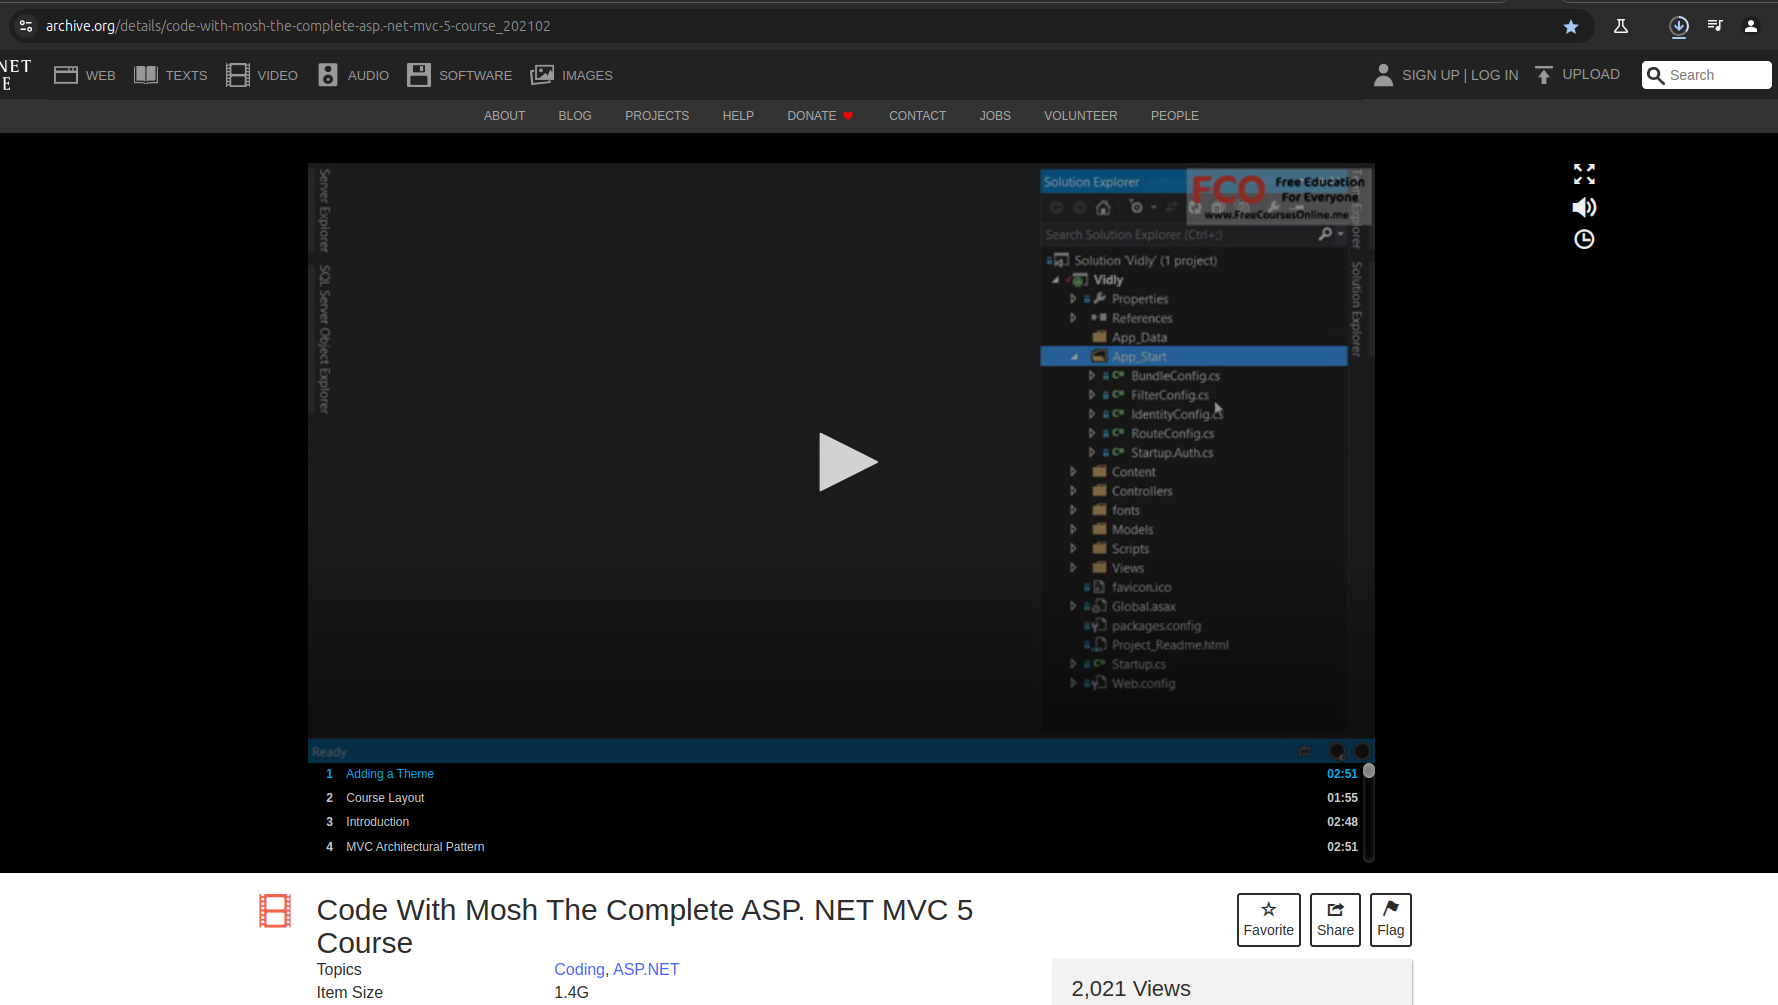 archive.org/details/code-with-mosh-the-complete-asp.-net-mvc-5-course_202102
NET
E
WEB
TEXTS
VIDEO
AUDIO
SOFTWARE
IMAGES
SIGN UP | LOG IN
UPLOAD
Search
ABOUT
BLOG
PROJECTS
HELP
DONATE
CONTACT
JOBS
VOLUNTEER
PEOPLE
Server Explorer
SQL Server Object Explorer
Solution Explorer
FCO
Free Education
For Everyone
www.FreeCoursesOnline.me
Search Solution Explorer (Ctrl+;)
Explorer
Solution Explorer
Solution 'Vidly' (1 project)
Vidly
Properties
References
App_Data
App_Start
BundleConfig.cs
FilterConfig.cs
IdentityConfig.cs
RouteConfig.cs
Startup.Auth.cs
Content
Controllers
fonts
Models
Scripts
Views
favicon.ico
Global.asax
packages.config
Project_Readme.html
Startup.cs
Web.config
Ready
1 Adding a Theme 02:51
2 Course Layout 01:55
3 Introduction 02:48
4 MVC Architectural Pattern 02:51
Code With Mosh The Complete ASP. NET MVC 5
Course
Favorite
Share
Flag
Topics Coding, ASP.NET
Item Size 1.4G
2,021 Views